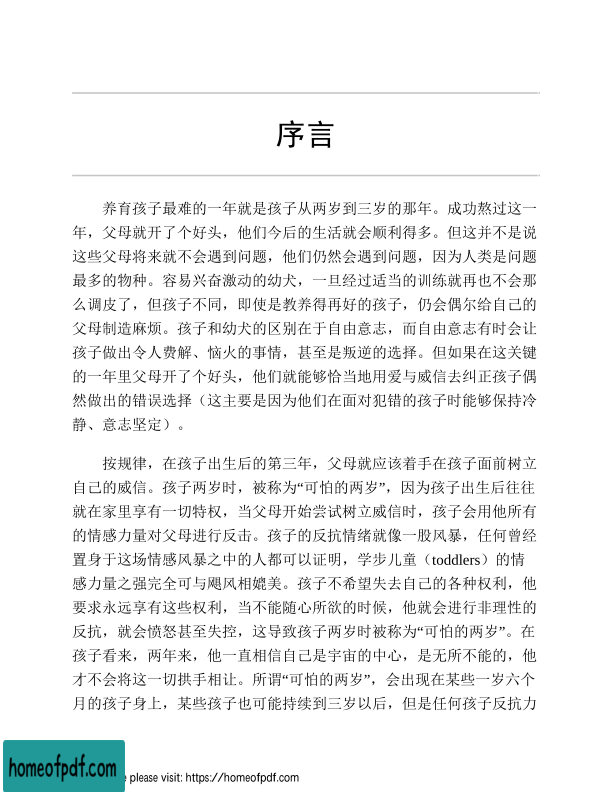 序言
养育孩子最难的一年就是孩子从两岁到三岁的那年。成功熬过这一
年，父母就开了个好头，他们今后的生活就会顺利得多。但这并不是说
这些父母将来就不会遇到问题，他们仍然会遇到问题，因为人类是问题
最多的物种。容易兴奋激动的幼犬，一旦经过适当的训练就再也不会那
么调皮了，但孩子不同，即使是教养得再好的孩子，仍会偶尔给自己的
父母制造麻烦。孩子和幼犬的区别在于自由意志，而自由意志有时会让
孩子做出令人费解、恼火的事情，甚至是叛逆的选择。但如果在这关键
的一年里父母开了个好头，他们就能够恰当地用爱与威信去纠正孩子偶
然做出的错误选择（这主要是因为他们在面对犯错的孩子时能够保持冷
静、意志坚定）。
按规律，在孩子出生后的第三年，父母就应该着手在孩子面前树立
自己的威信。孩子两岁时，被称为“可怕的两岁”，因为孩子出生后往往
就在家里享有一切特权，当父母开始尝试树立威信时，孩子会用他所有
的情感力量对父母进行反击。孩子的反抗情绪就像一股风暴，任何曾经
置身于这场情感风暴之中的人都可以证明，学步儿童（toddlers）的情
感力量之强完全可与飓风相媲美。孩子不希望失去自己的各种权利，他
要求永远享有这些权利，当不能随心所欲的时候，他就会进行非理性的
反抗，就会愤怒甚至失控，这导致孩子两岁时被称为“可怕的两岁”。在
孩子看来，两年来，他一直相信自己是宇宙的中心，是无所不能的，他
才不会将这一切拱手相让。所谓“可怕的两岁”，会出现在某些一岁六个
月的孩子身上，某些孩子也可能持续到三岁以后，但是任何孩子反抗力
homeofpdf.com
please visit: https://homeofpdf.com